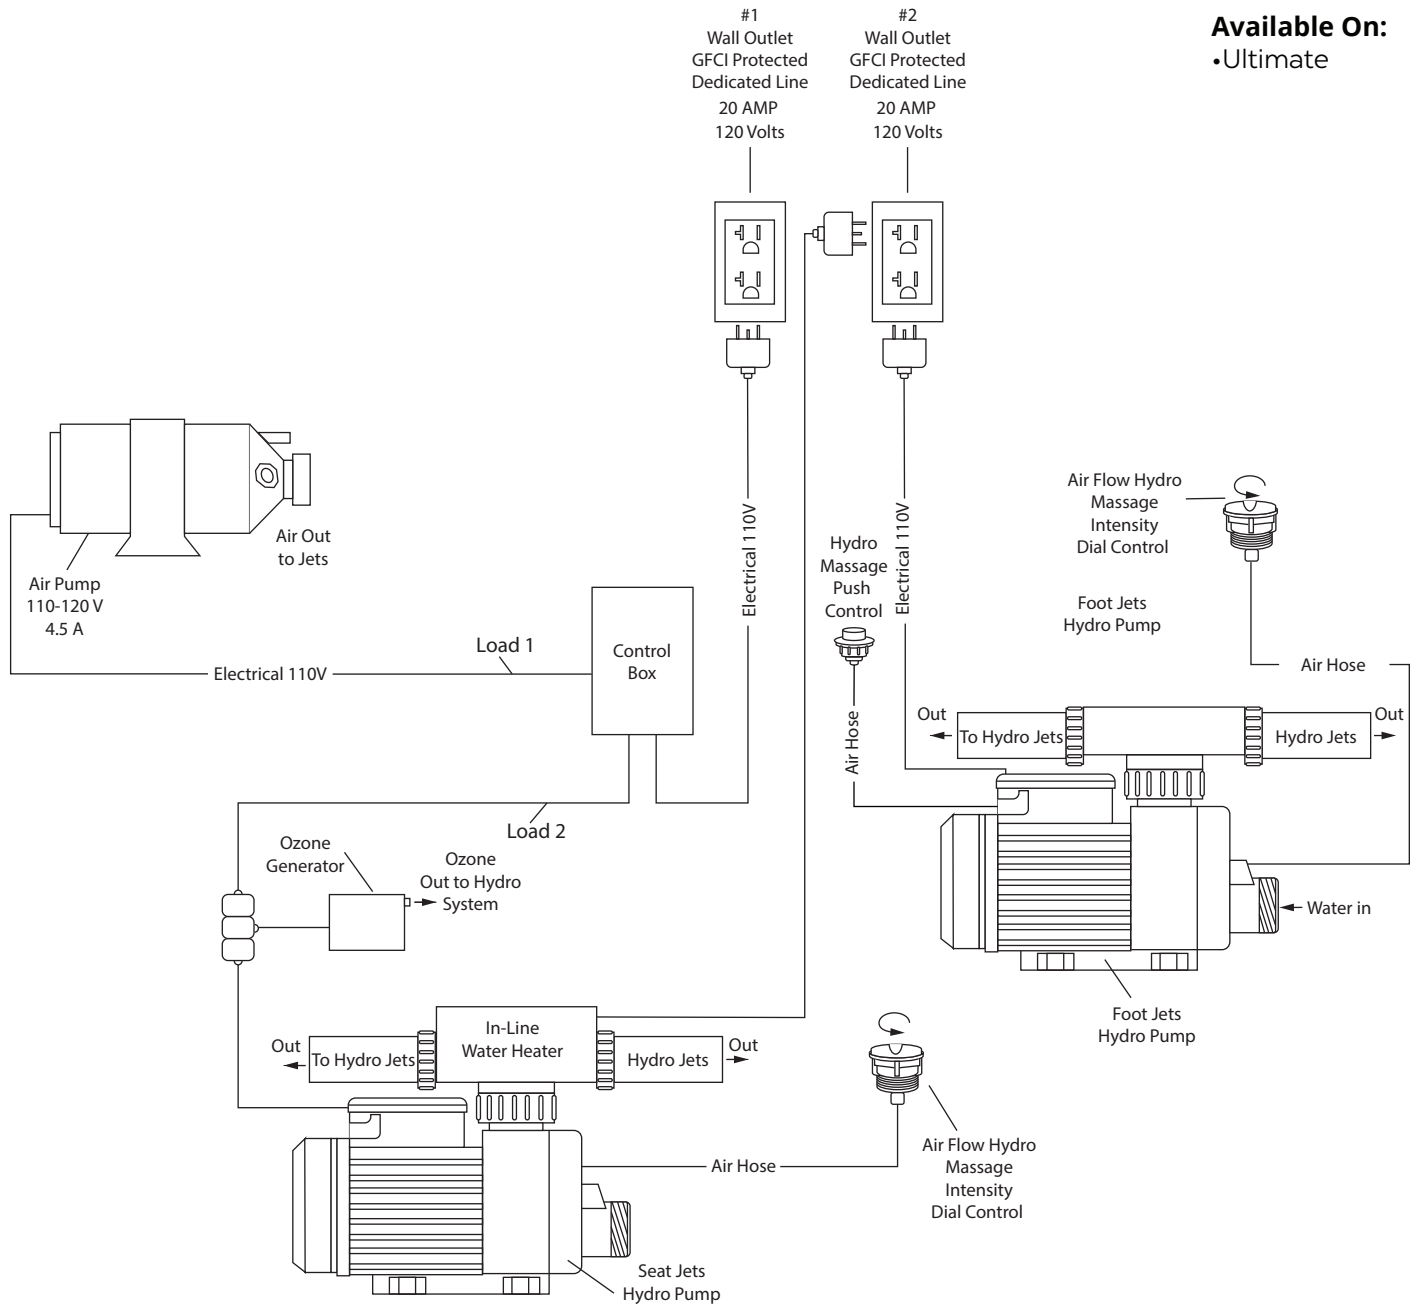 #1
Wall Outlet
GFCI Protected
Dedicated Line
20 AMP
120 Volts
#2
Wall Outlet
GFCI Protected
Dedicated Line
20 AMP
120 Volts
Available On:
•Ultimate
Air Out
to Jets
Air Pump
110-120 V
4.5 A
Electrical 110V
Load 1
Control
Box
Electrical 110V
Hydro
Massage
Push
Control
Electrical 110V
Air Flow Hydro
Massage
Intensity
Dial Control
Foot Jets
Hydro Pump
Air Hose
Air Hose
Out
To Hydro Jets
Hydro Jets
Out
Load 2
Ozone
Generator
Ozone
Out to Hydro
System
Water in
Foot Jets
Hydro Pump
In-Line
Water Heater
Out
To Hydro Jets
Hydro Jets
Out
Air Hose
Air Flow Hydro
Massage
Intensity
Dial Control
Seat Jets
Hydro Pump